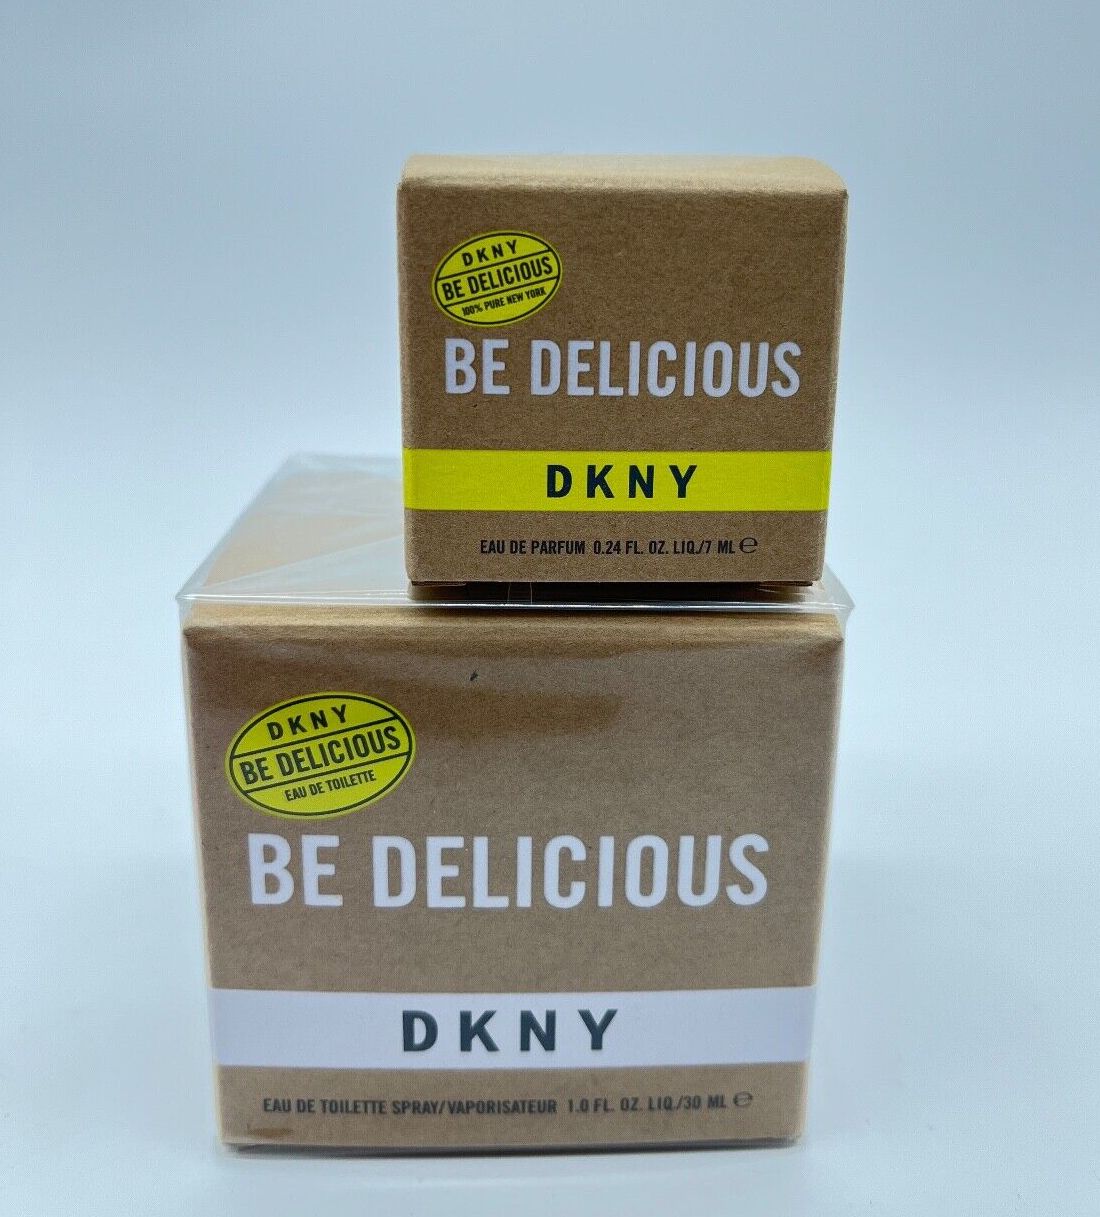 DKNY
BE DELICIOUS
100% PURE NEW YORK
BE DELICIOUS
DKNY
EAU DE PARFUM 0.24 FL. OZ. LIQ./7 ML ℮
DKNY
BE DELICIOUS
EAU DE TOILETTE
BE DELICIOUS
DKNY
EAU DE TOILETTE SPRAY/VAPORISATEUR 1.0 FL. OZ. LIQ./30 ML ℮